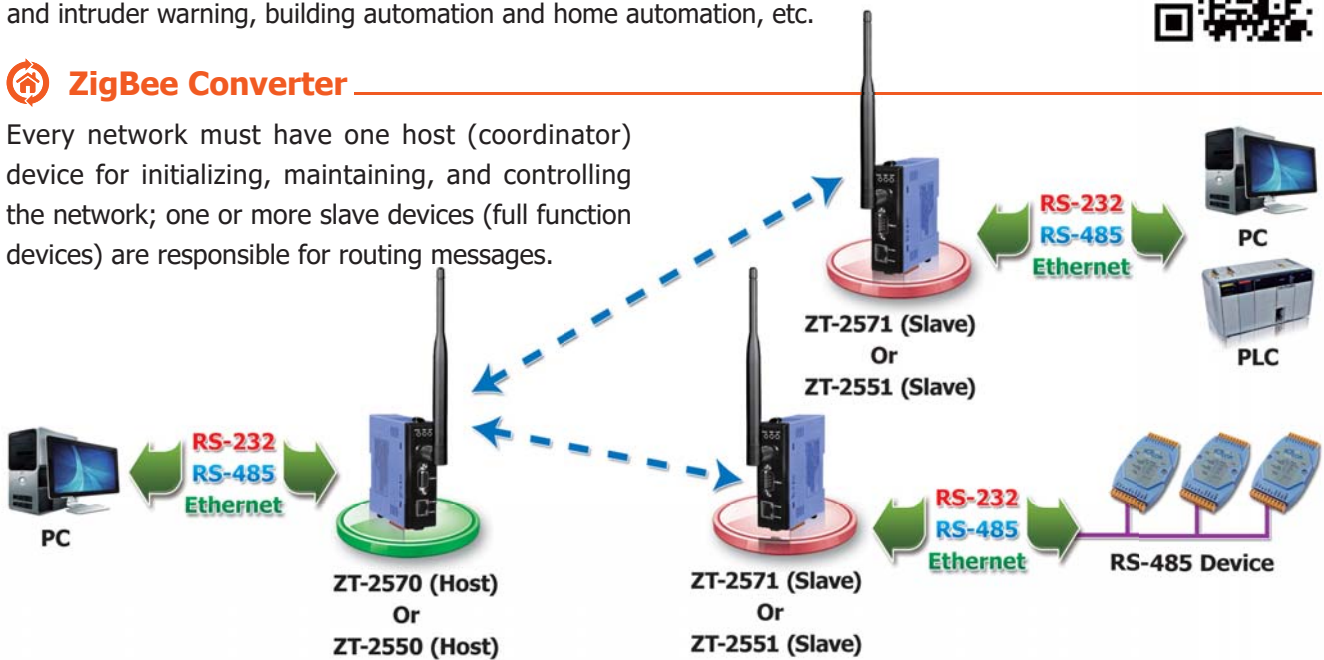 and intruder warning, building automation and home automation, etc.
ZigBee Converter
Every network must have one host (coordinator)
device for initializing, maintaining, and controlling
the network; one or more slave devices (full function
devices) are responsible for routing messages.
RS-232
RS-485
Ethernet
PC
PLC
ZT-2571 (Slave)
Or
ZT-2551 (Slave)
RS-232
RS-485
Ethernet
PC
ZT-2570 (Host)
Or
ZT-2550 (Host)
RS-232
RS-485
Ethernet
RS-485 Device
ZT-2571 (Slave)
Or
ZT-2551 (Slave)